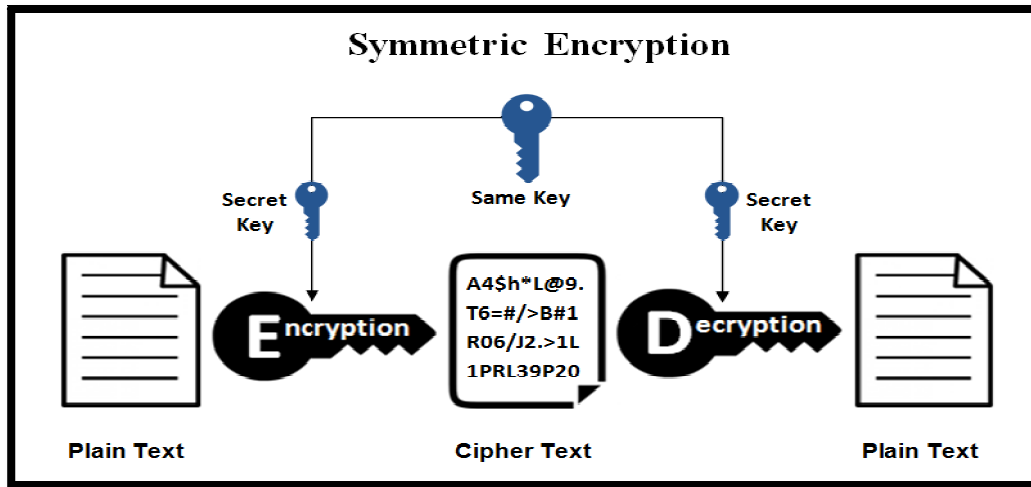 Symmetric Encryption
Same Key
Secret
Key
Secret
Key
Encryption
A4$h*L@9.
T6=#/>B#1
R06/J2.>1L
1PRL39P20
Decryption
Plain Text
Cipher Text
Plain Text